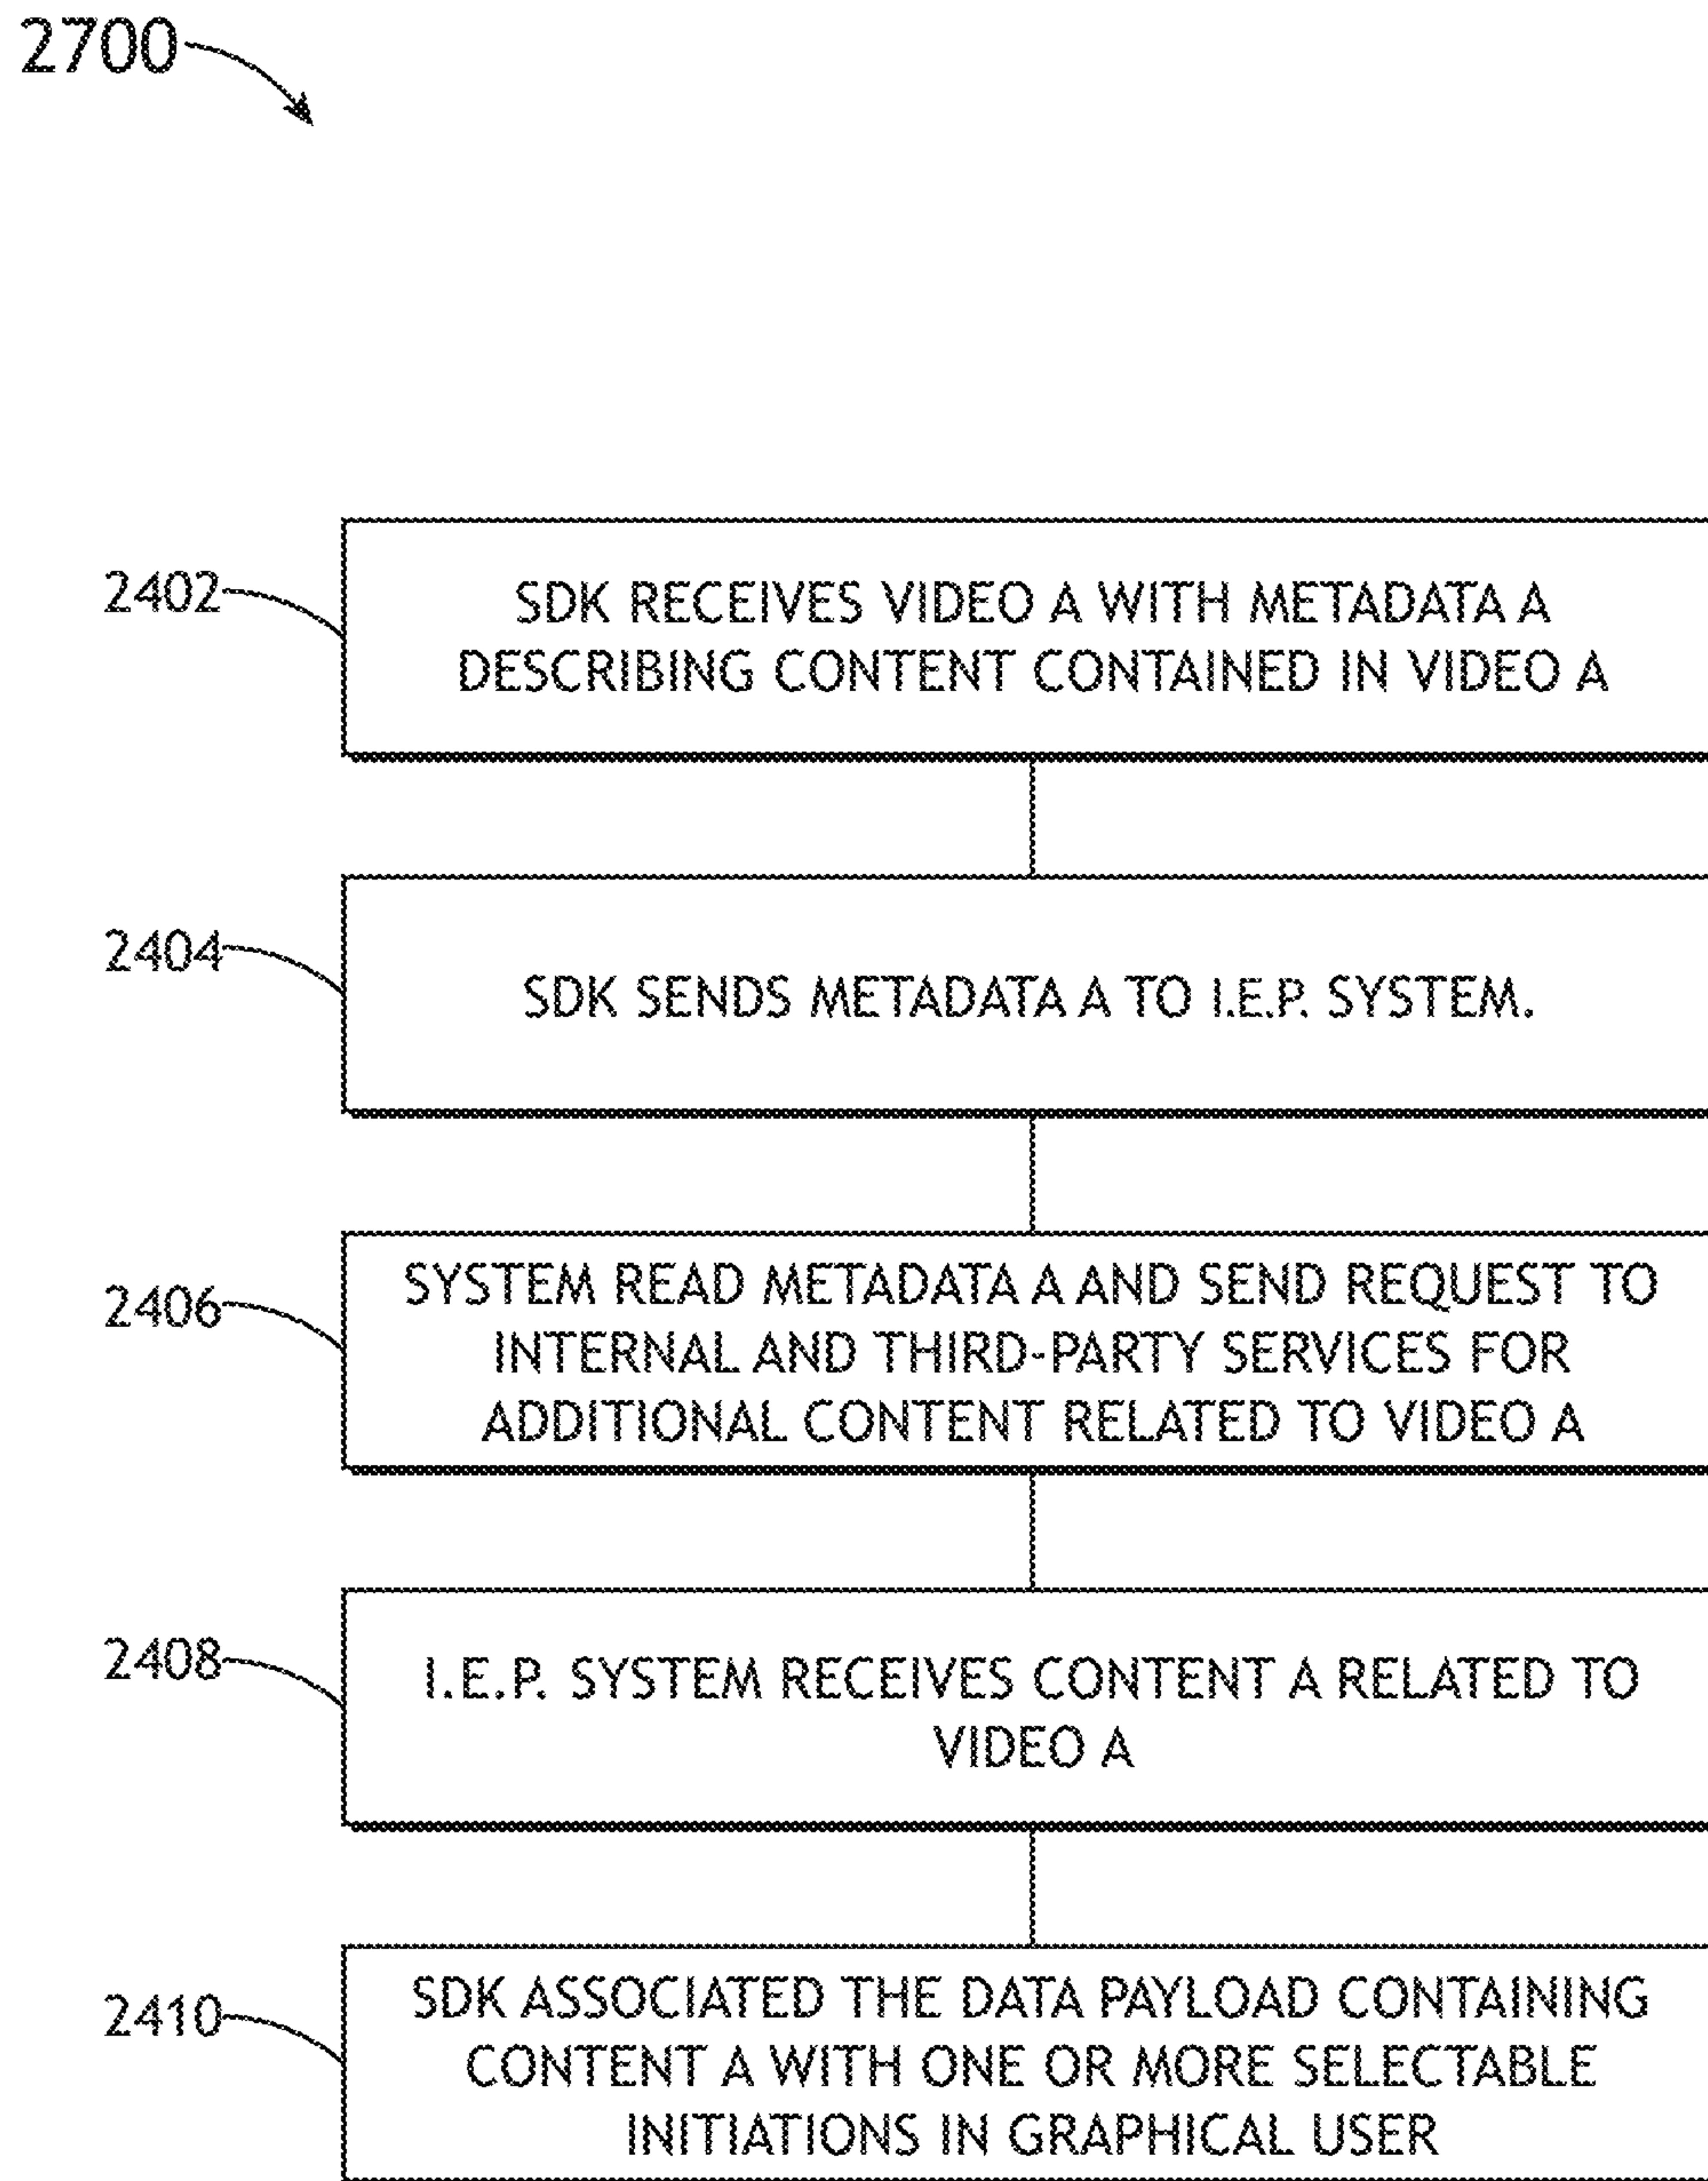 2700
2402
SDK RECEIVES VIDEO A WITH METADATA A
DESCRIBING CONTENT CONTAINED IN VIDEO A
2404
SDK SENDS METADATA A TO I.E.P. SYSTEM.
2406
SYSTEM READ METADATA A AND SEND REQUEST TO
INTERNAL AND THIRD-PARTY SERVICES FOR
ADDITIONAL CONTENT RELATED TO VIDEO A
2408
I.E.P. SYSTEM RECEIVES CONTENT A RELATED TO
VIDEO A
2410
SDK ASSOCIATED THE DATA PAYLOAD CONTAINING
CONTENT A WITH ONE OR MORE SELECTABLE
INITIATIONS IN GRAPHICAL USER